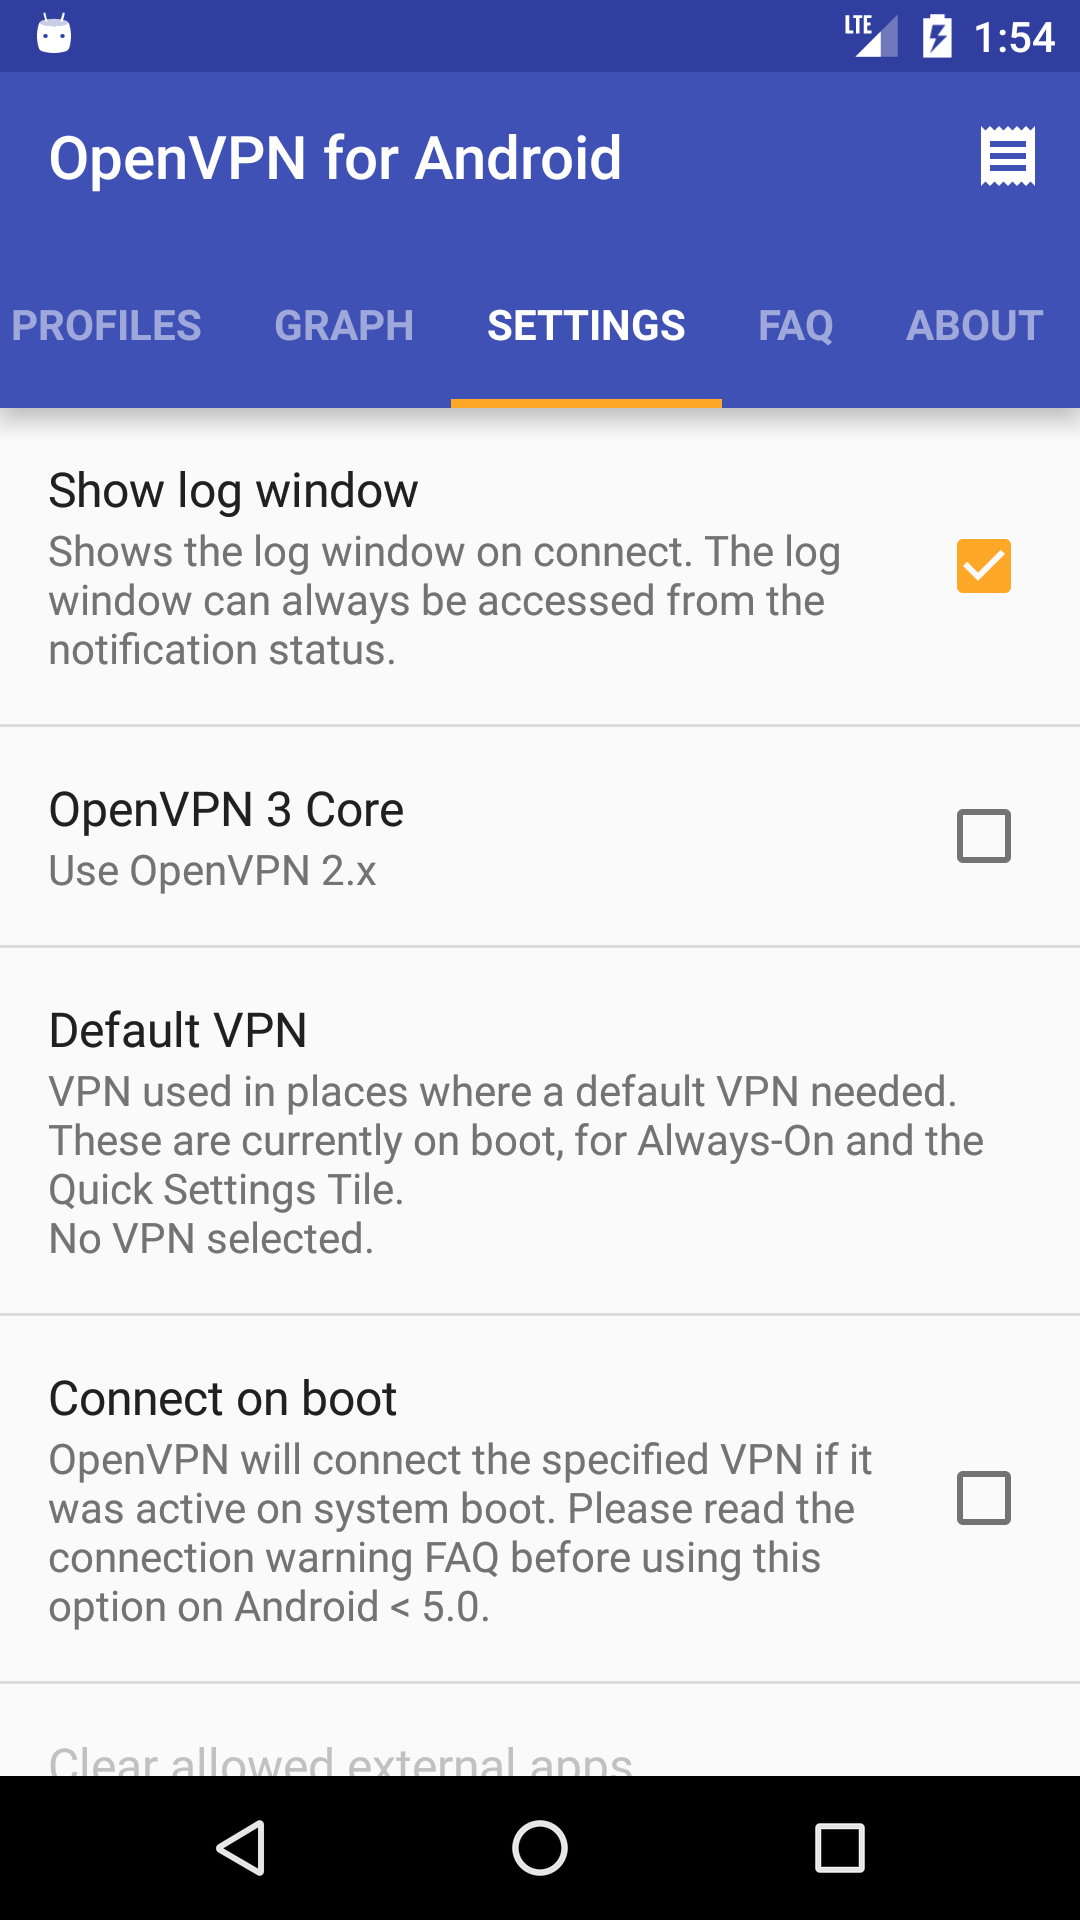 LTE 1:54
OpenVPN for Android
PROFILES GRAPH SETTINGS FAQ ABOUT
Show log window
Shows the log window on connect. The log
window can always be accessed from the
notification status.
OpenVPN 3 Core
Use OpenVPN 2.x
Default VPN
VPN used in places where a default VPN needed.
These are currently on boot, for Always-On and the
Quick Settings Tile.
No VPN selected.
Connect on boot
OpenVPN will connect the specified VPN if it
was active on system boot. Please read the
connection warning FAQ before using this
option on Android < 5.0.
Clear allowed external apps